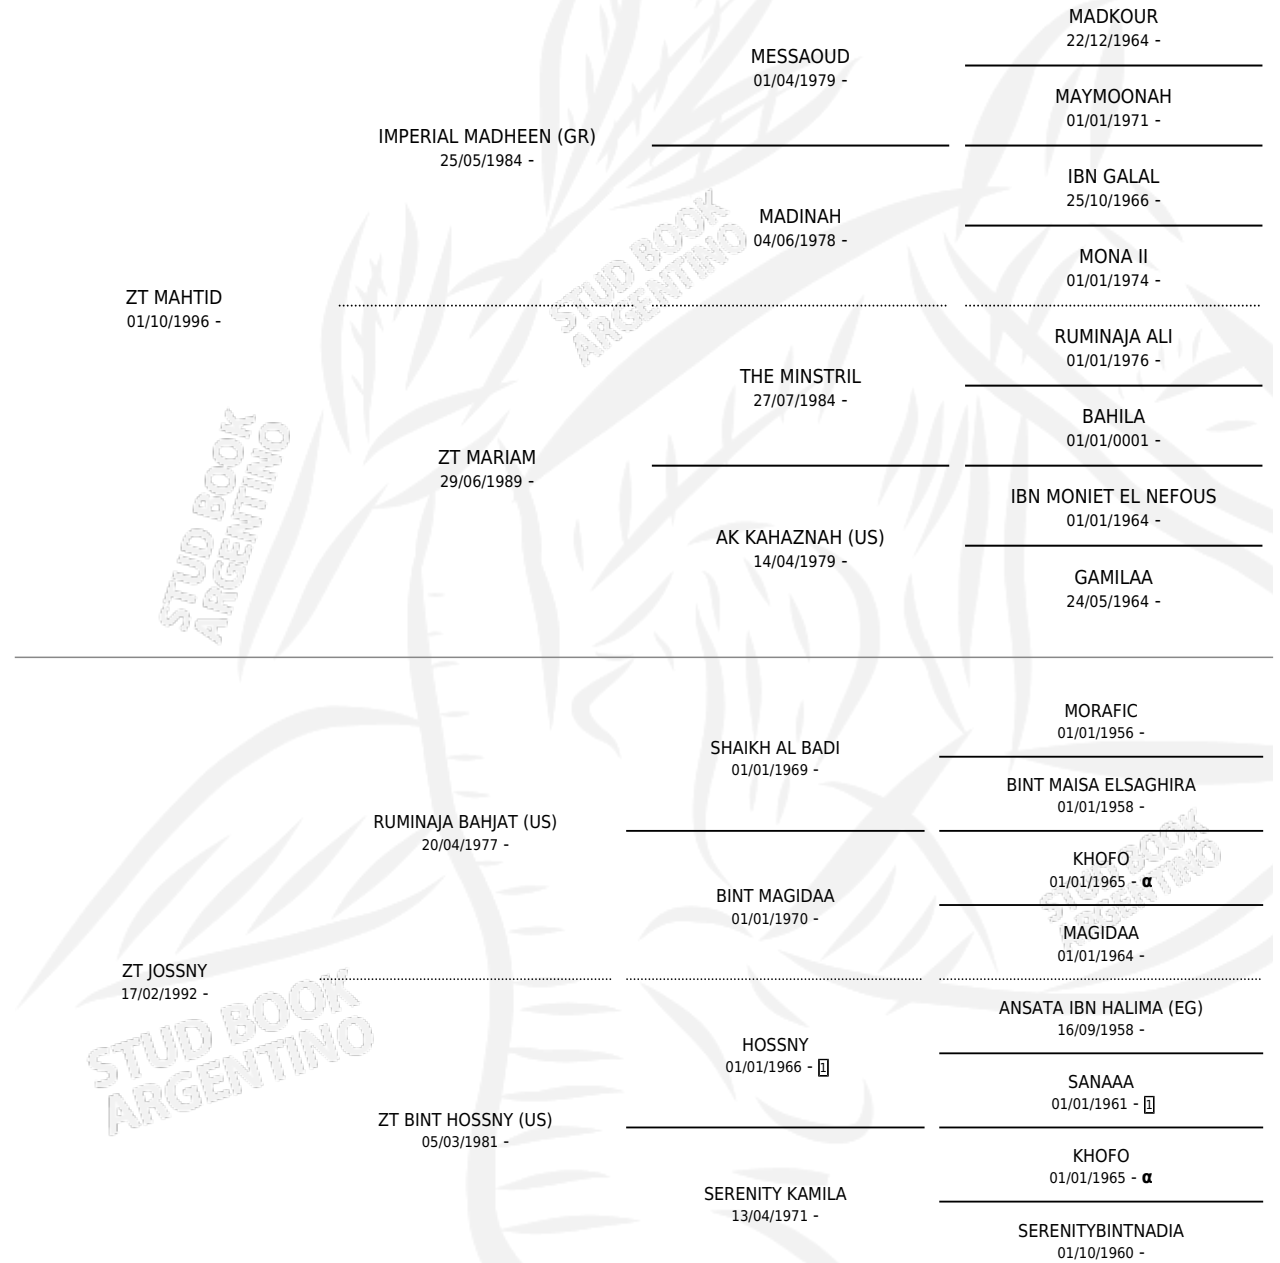 MADKOUR
22/12/1964 -
MESSAOUD
01/04/1979 -
MAYMOONAH
01/01/1971 -
IMPERIAL MADHEEN (GR)
25/05/1984 -
IBN GALAL
25/10/1966 -
MADINAH
04/06/1978 -
MONA II
01/01/1974 -
ZT MAHTID
01/10/1996 -
RUMINAJA ALI
01/01/1976 -
THE MINSTRIL
27/07/1984 -
BAHILA
01/01/0001 -
ZT MARIAM
29/06/1989 -
IBN MONIET EL NEFOUS
01/01/1964 -
AK KAHAZNAH (US)
14/04/1979 -
GAMILAA
24/05/1964 -
MORAFIC
01/01/1956 -
SHAIKH AL BADI
01/01/1969 -
BINT MAISA ELSAGHIRA
01/01/1958 -
RUMINAJA BAHJAT (US)
20/04/1977 -
KHOFO
01/01/1965 - α
BINT MAGIDAA
01/01/1970 -
MAGIDAA
01/01/1964 -
ZT JOSSNY
17/02/1992 -
ANSATA IBN HALIMA (EG)
16/09/1958 -
HOSSNY
01/01/1966 - 1
SANAAA
01/01/1961 - 1
ZT BINT HOSSNY (US)
05/03/1981 -
KHOFO
01/01/1965 - α
SERENITY KAMILA
13/04/1971 -
SERENITYBINTNADIA
01/10/1960 -
STUD BOOK
ARGENTINO
STUD BOOK
ARGENTINO
STUD BOOK
ARGENTINO
STUD BOOK
ARGENTINO